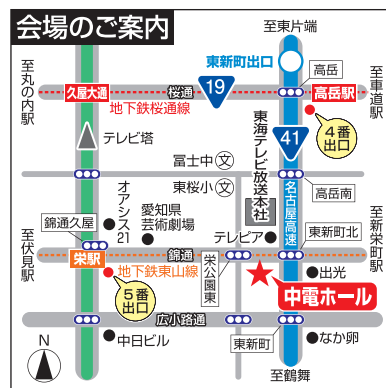 会場のご案内
至東片端
東新町出口
至丸の内駅
久屋大通
桜通
19
高岳
高岳駅
至車道駅
地下鉄桜通線
4番
出口
テレビ塔
41
東海テレビ放送本社
冨士中 文
東桜小 文
名古屋高速
高岳南
オアシス21
愛知県
芸術劇場
錦通久屋
テレピア
東新町北
至伏見駅
栄駅
錦通
至新栄町駅
地下鉄東山線
栄公園東
出光
中電ホール
5番
出口
広小路通
中日ビル
東新町
なか卯
N
至鶴舞